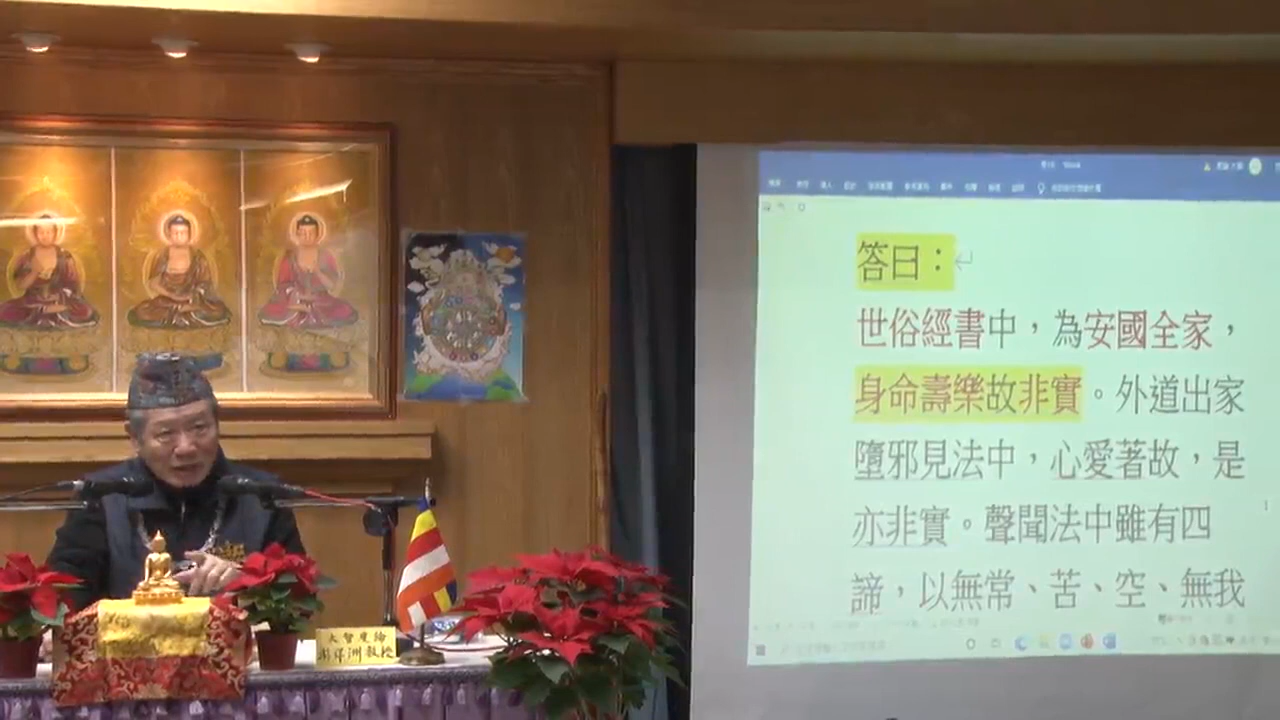 答曰：
世俗經書中，為安國全家，
身命壽樂故非實。外道出家
墮邪見法中，心愛著故，是
亦非實。聲聞法中雖有四
諦，以無常、苦、空、無我
大智度論
教授